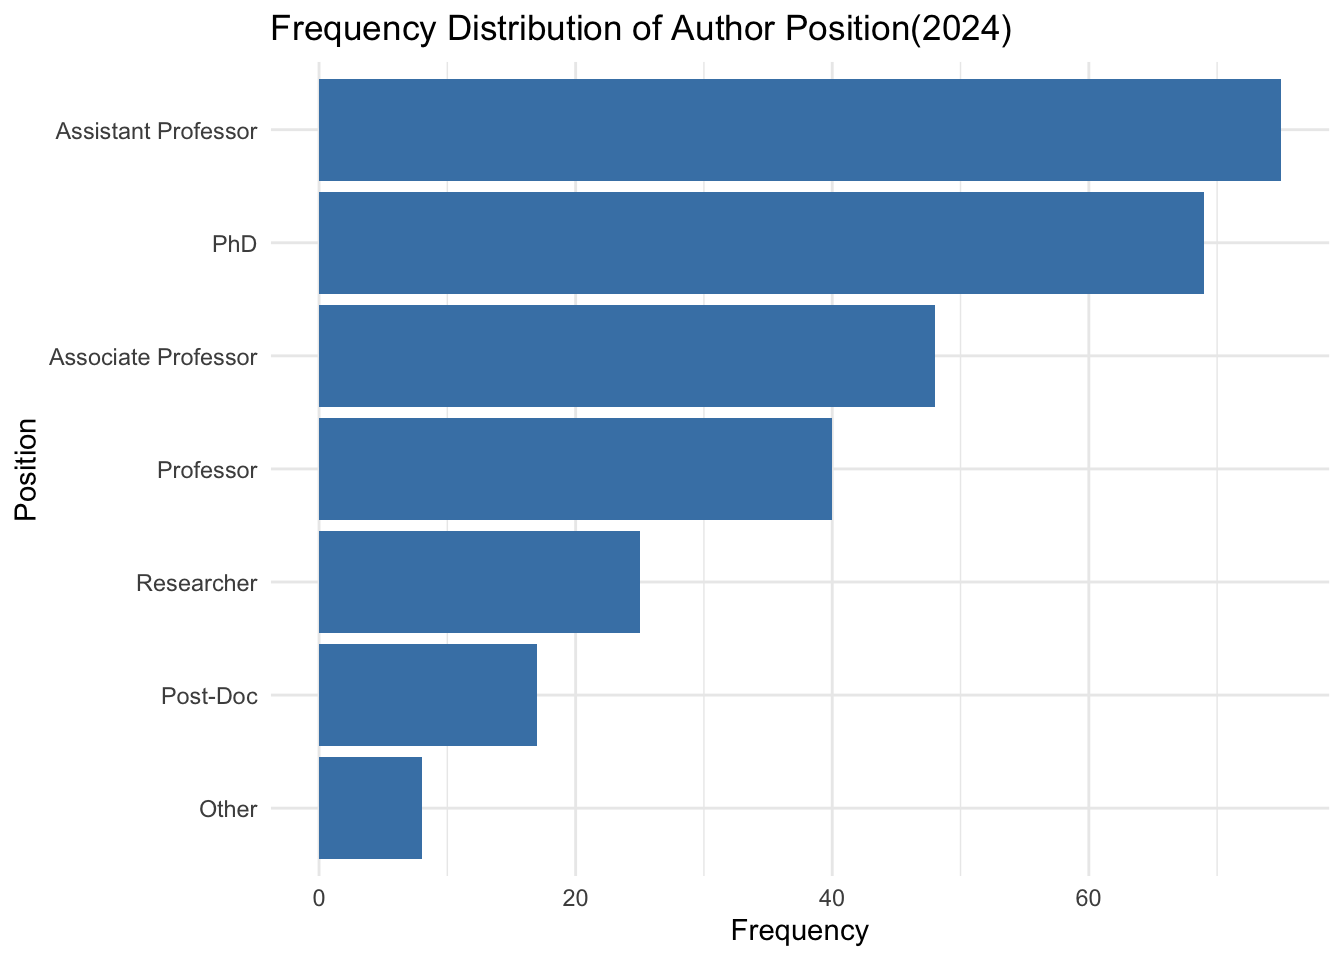 Frequency Distribution of Author Position(2024)
Assistant Professor
PhD
Associate Professor
Professor
Researcher
Post-Doc
Other
Position
0 20 40 60
Frequency